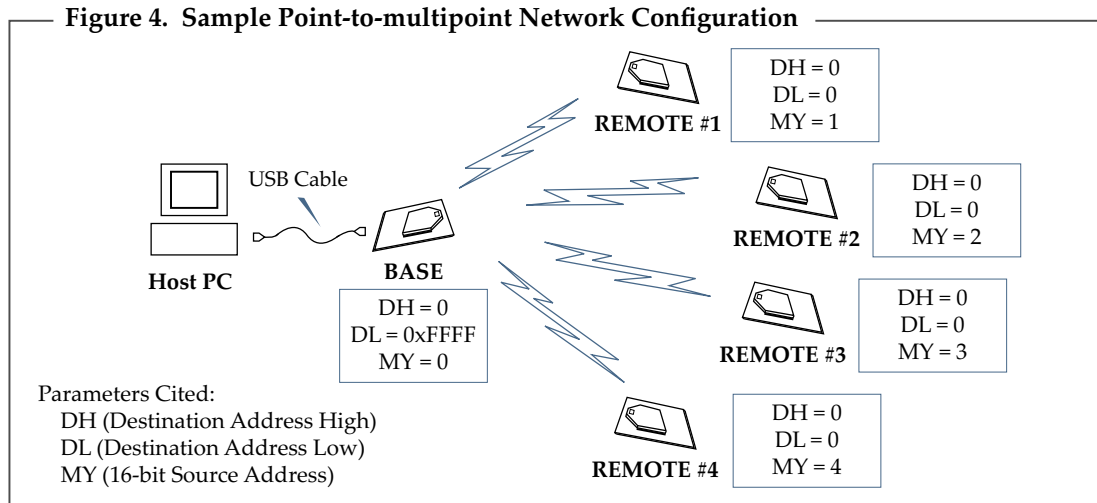 Figure 4. Sample Point-to-multipoint Network Configuration
DH = 0
DL = 0
MY = 1
REMOTE #1
USB Cable
DH = 0
DL = 0
MY = 2
REMOTE #2
Host PC
BASE
DH = 0
DL = 0xFFFF
MY = 0
DH = 0
DL = 0
MY = 3
REMOTE #3
Parameters Cited:
DH (Destination Address High)
DL (Destination Address Low)
MY (16-bit Source Address)
DH = 0
DL = 0
MY = 4
REMOTE #4